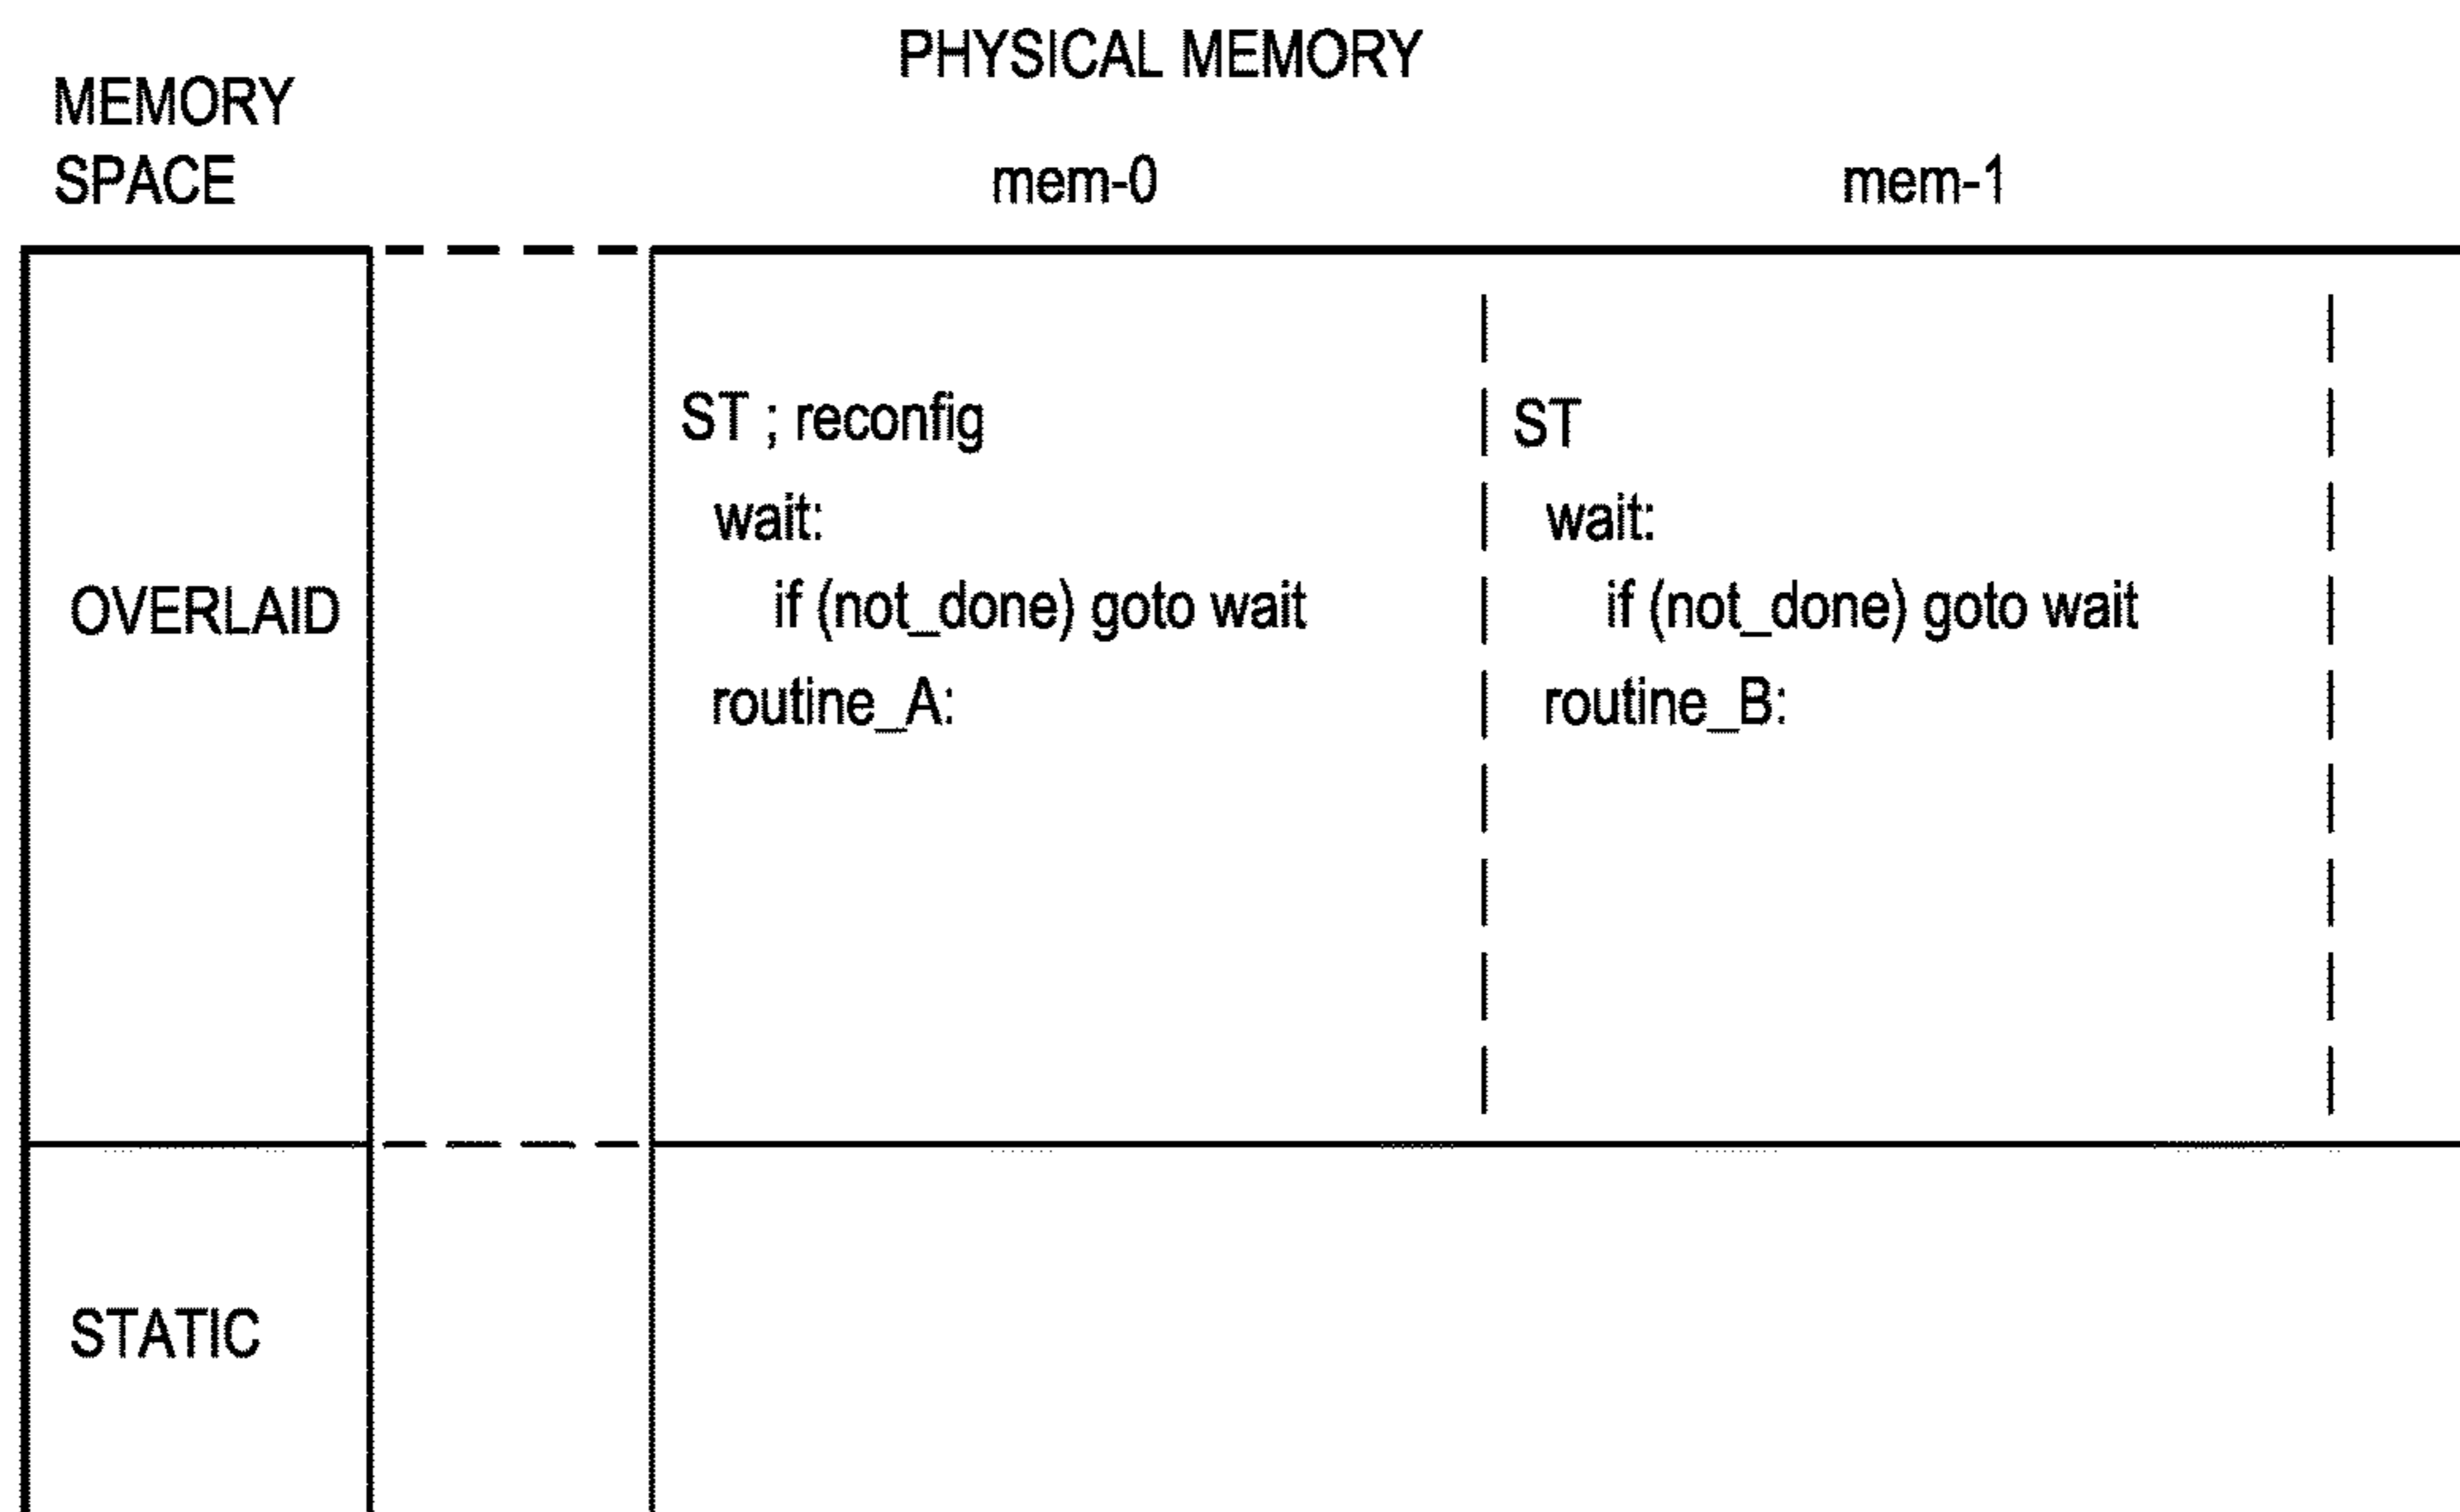 PHYSICAL MEMORY
MEMORY
SPACE
mem-0
mem-1
OVERLAID
ST ; reconfig
wait:
if (not_done) goto wait
routine_A:
ST
wait:
if (not_done) goto wait
routine_B:
STATIC